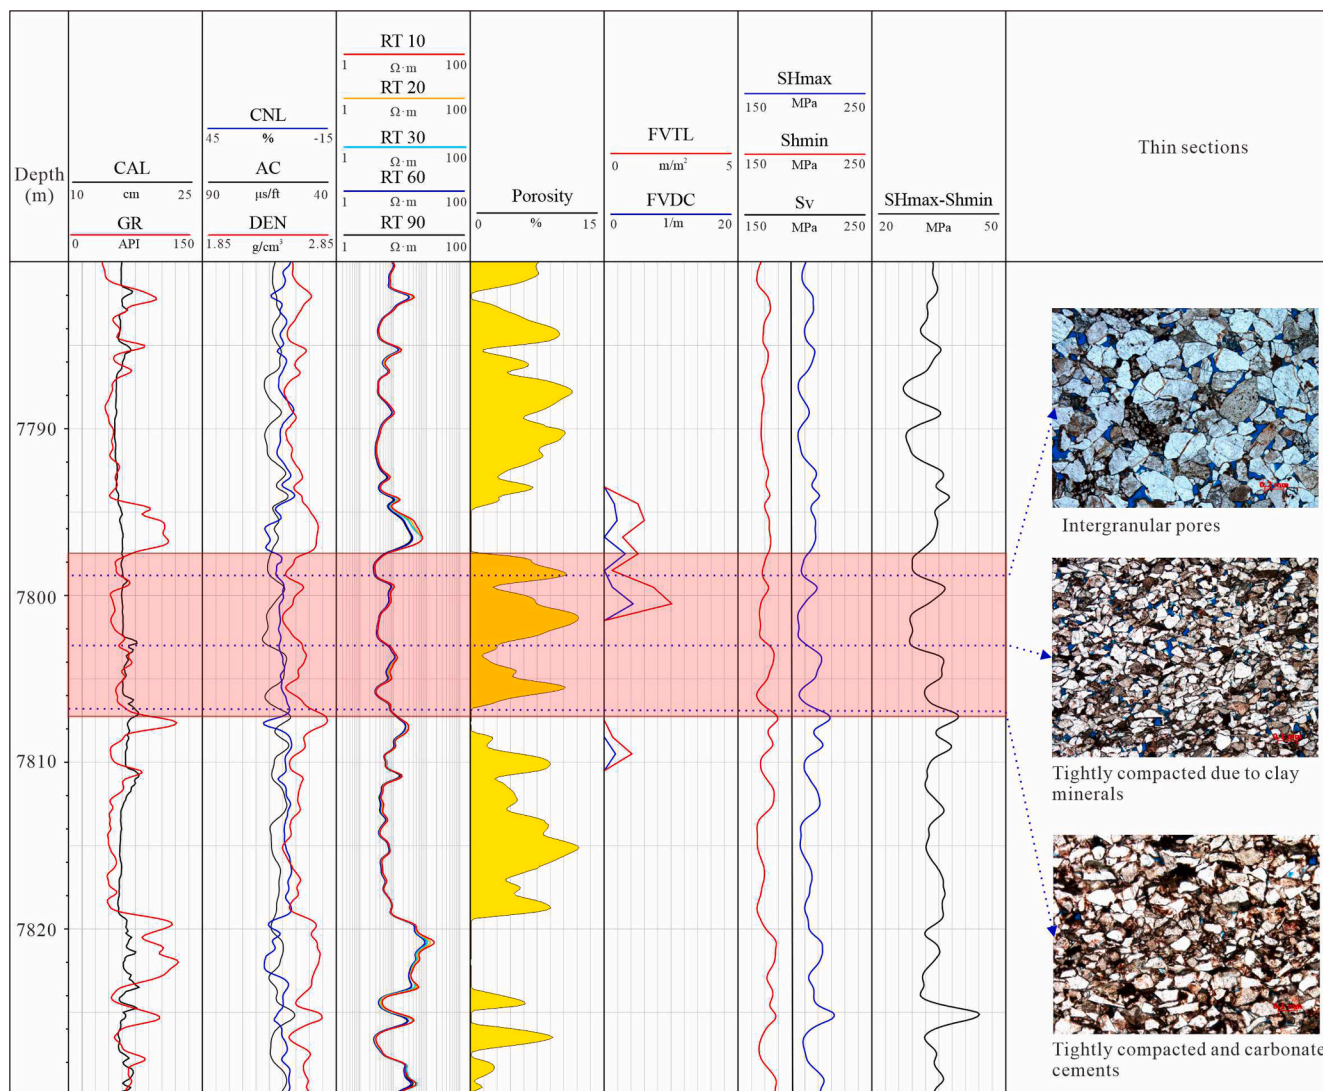 Depth
(m)
CAL
10 cm 25
GR
0 API 150
CNL
45 % -15
AC
90 μs/ft 40
DEN
1.85 g/cm³ 2.85
RT 10
1 Ω·m 100
RT 20
1 Ω·m 100
RT 30
1 Ω·m 100
RT 60
1 Ω·m 100
RT 90
1 Ω·m 100
Porosity
0 % 15
FVTL
0 m/m² 5
FVDC
0 1/m 20
SHmax
150 MPa 250
Shmin
150 MPa 250
Sv
150 MPa 250
SHmax-Shmin
20 MPa 50
Thin sections
7790
7800
7810
7820
Intergranular pores
Tightly compacted due to clay
minerals
Tightly compacted and carbonate
cements